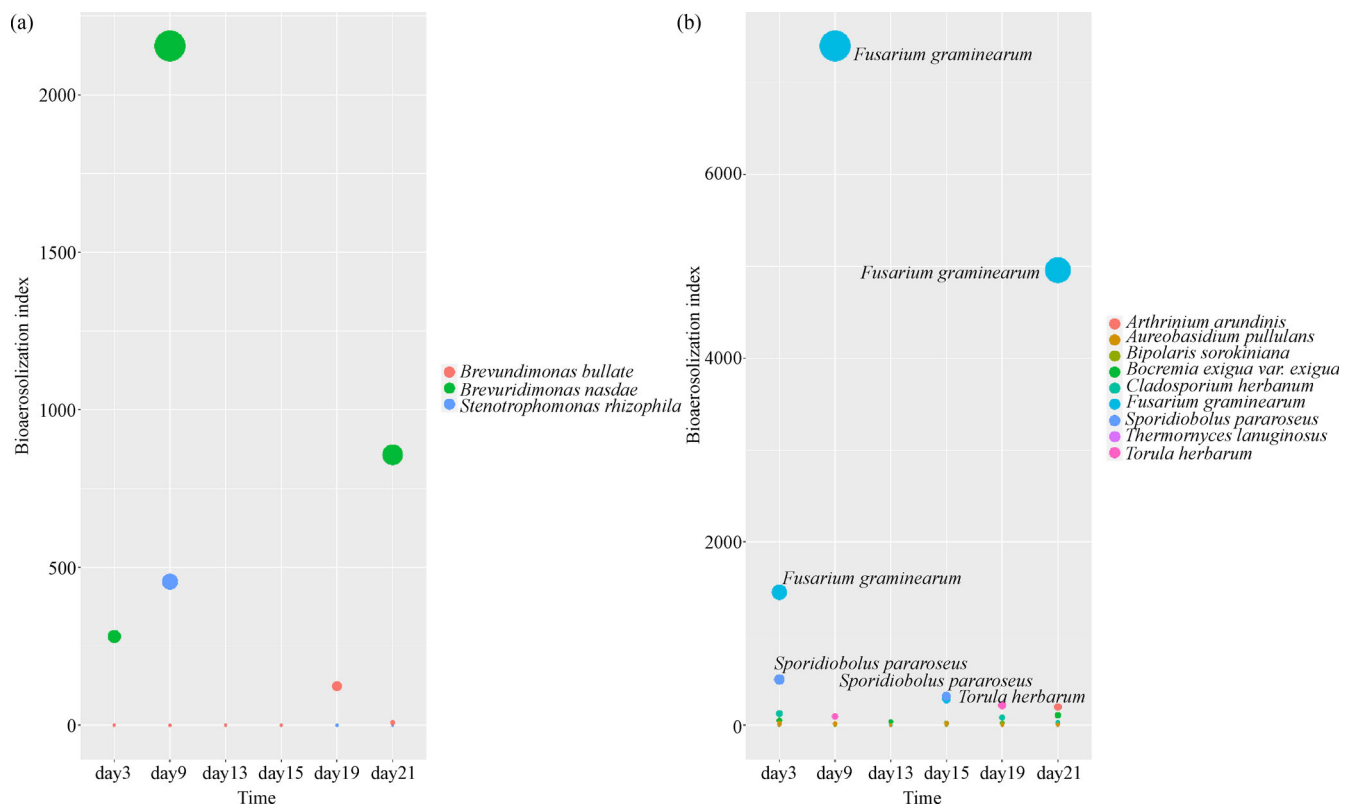 (a)
Bioaerosolization index
2000
1500
1000
500
0
day3 day9 day13 day15 day19 day21
Time
Brevundimonas bullate
Brevuridimonas nasdae
Stenotrophomonas rhizophila
(b)
Bioaerosolization index
6000
4000
2000
0
Fusarium graminearum
Fusarium graminearum
Fusarium graminearum
Sporidiobolus pararoseus
Sporidiobolus pararoseus
Torula herbarum
day3 day9 day13 day15 day19 day21
Time
Arthrinium arundinis
Aureobasidium pullulans
Bipolaris sorokiniana
Bocremia exigua var. exigua
Cladosporium herbanum
Fusarium graminearum
Sporidiobolus pararoseus
Thermornyces lanuginosus
Torula herbarum